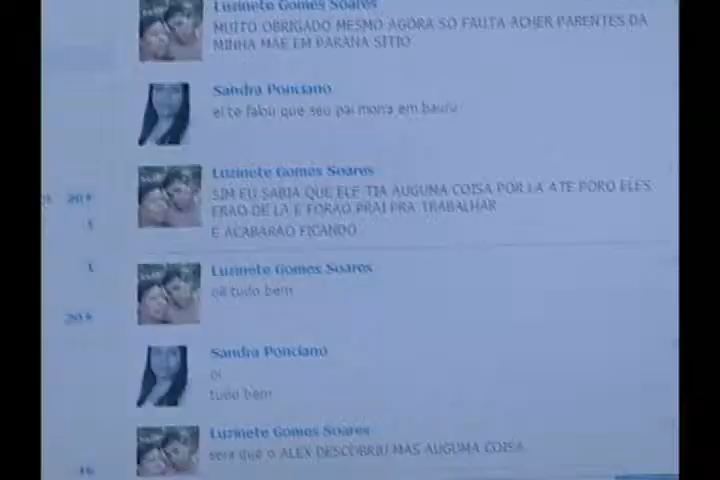 Luzinete Gomes Soares
MUITO OBRIGADO MESMO AGORA SO FAUTA ACHER PARENTES DA
MINHA MAE EM PARANA SITIO
Sandra Ponciano
ei te falou que seu pai mora em bauru
Luzinete Gomes Soares
SIM EU SABIA QUE ELE TIA AUGUMA COISA POR LA ATE PORQ ELES
ERAO DE LA E FORAO PRAI PRA TRABALHAR
E ACABARAO FICANDO
Luzinete Gomes Soares
oii tudo bem
Sandra Ponciano
oi
tudo bem
Luzinete Gomes Soares
sera que o ALEX DESCOBRIU MAS AUGUMA COISA